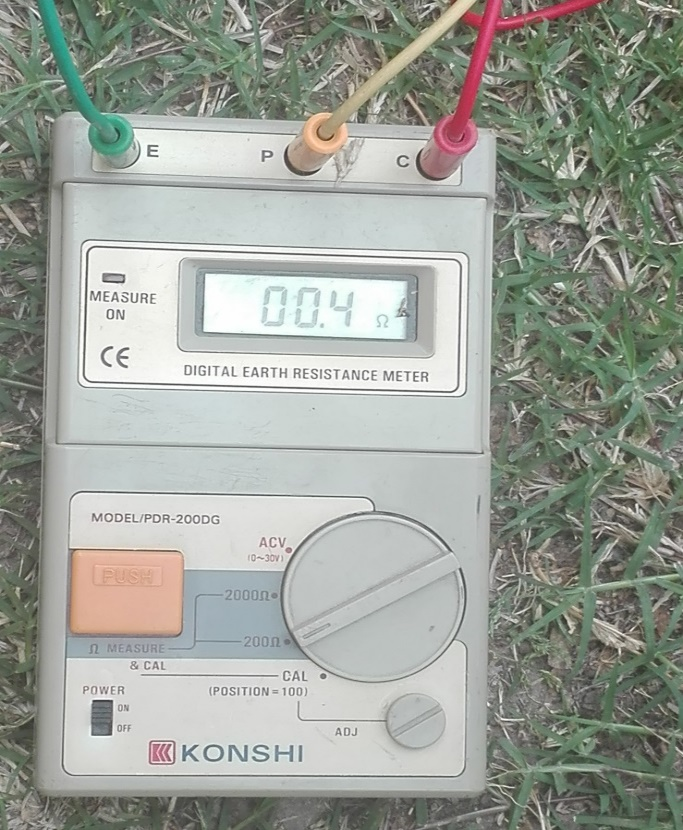 E P C
MEASURE
ON
00.4 Ω
CE
DIGITAL EARTH RESISTANCE METER
MODEL/PDR-200DG
ACV
(0~30V)
PUSH
2000Ω
200Ω
Ω MEASURE
& CAL
CAL
(POSITION=100)
POWER
ON
OFF
ADJ
KONSHI